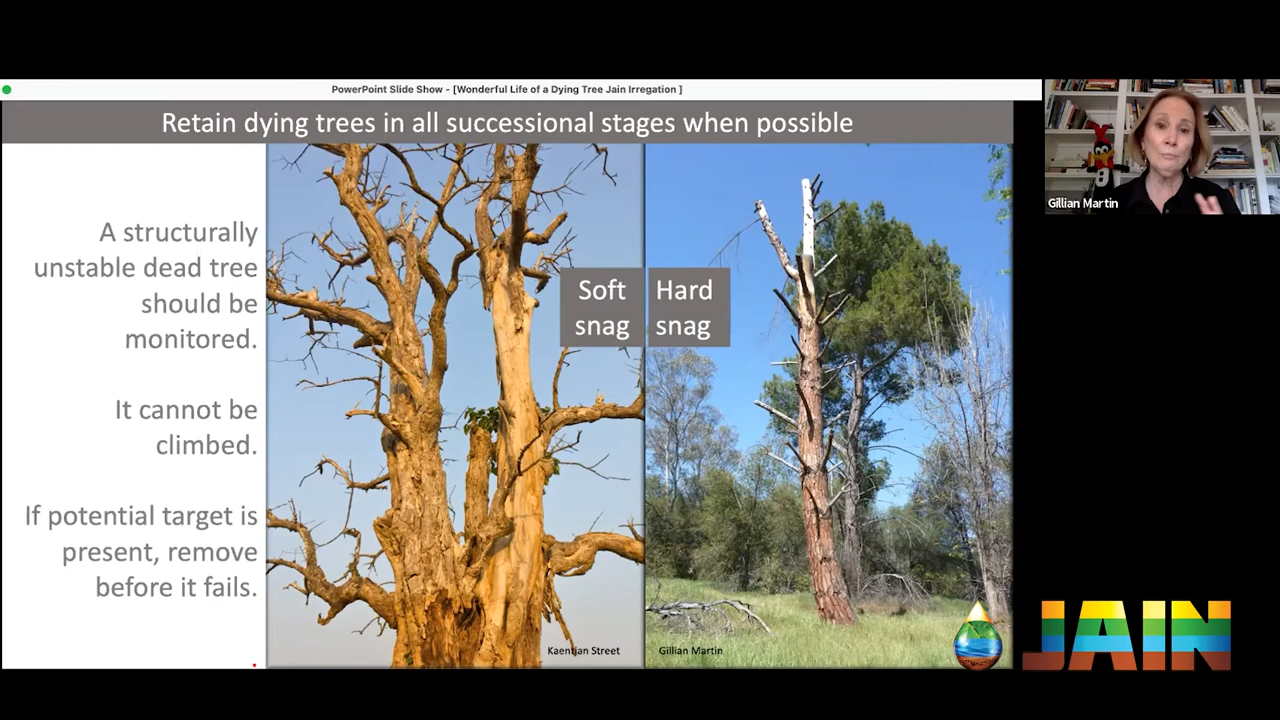 PowerPoint Slide Show - [Wonderful Life of a Dying Tree Jain Irregation ]
Retain dying trees in all successional stages when possible
Gillian Martin
A structurally
unstable dead tree
should be
monitored.
It cannot be
climbed.
If potential target is
present, remove
before it fails.
Soft
snag
Hard
snag
Kaentian Street
Gillian Martin
JAIN